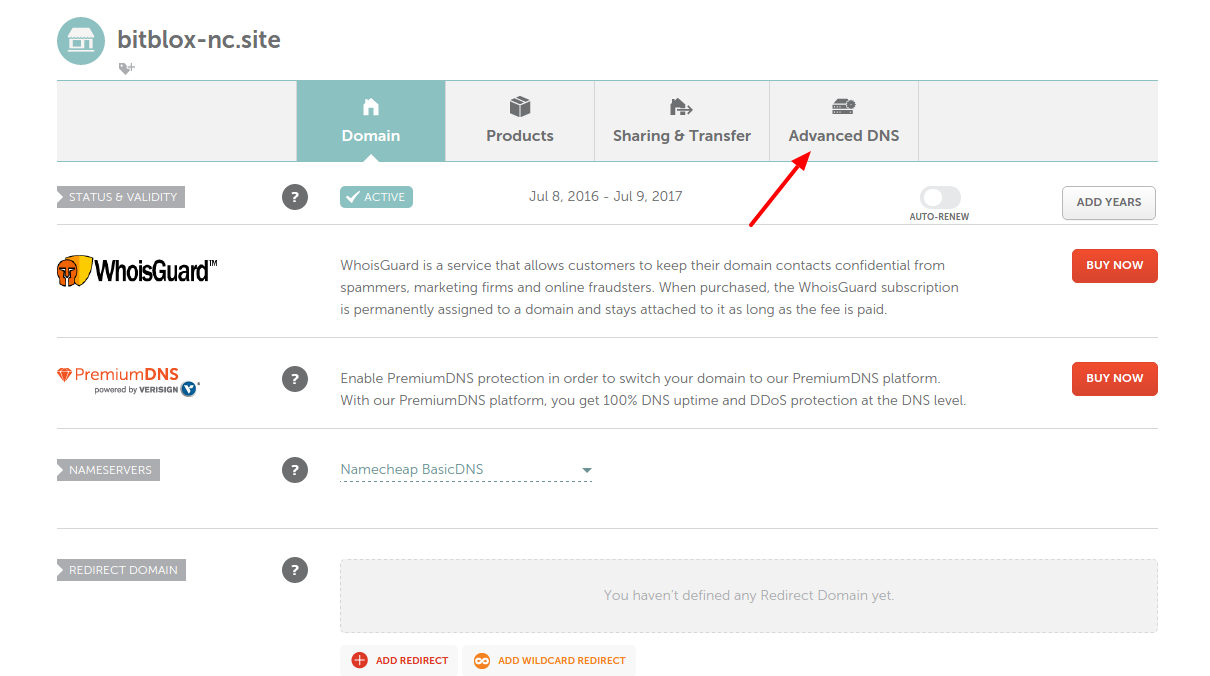 bitblox-nc.site
Domain
Products
Sharing & Transfer
Advanced DNS
STATUS & VALIDITY
?
ACTIVE
Jul 8, 2016 - Jul 9, 2017
AUTO-RENEW
ADD YEARS
WhoisGuard™
WhoisGuard is a service that allows customers to keep their domain contacts confidential from
spammers, marketing firms and online fraudsters. When purchased, the WhoisGuard subscription
is permanently assigned to a domain and stays attached to it as long as the fee is paid.
BUY NOW
PremiumDNS
powered by VERISIGN
?
Enable PremiumDNS protection in order to switch your domain to our PremiumDNS platform.
With our PremiumDNS platform, you get 100% DNS uptime and DDoS protection at the DNS level.
BUY NOW
NAMESERVERS
?
Namecheap BasicDNS
REDIRECT DOMAIN
?
You haven't defined any Redirect Domain yet.
ADD REDIRECT
ADD WILDCARD REDIRECT